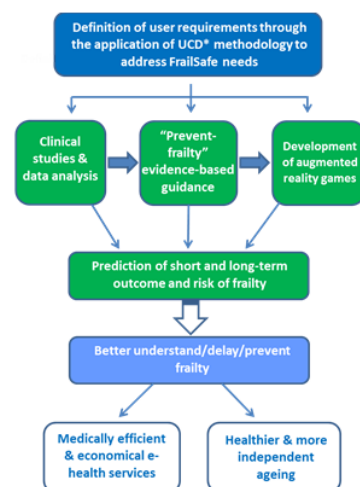 Definition of user requirements through
the application of UCD* methodology to
address FrailSafe needs
Clinical
studies &
data analysis
“Prevent-
frailty”
evidence-based
guidance
Development
of augmented
reality games
Prediction of short and long-term
outcome and risk of frailty
Better understand/delay/prevent
frailty
Medically efficient
& economical e-
health services
Healthier & more
independent
ageing